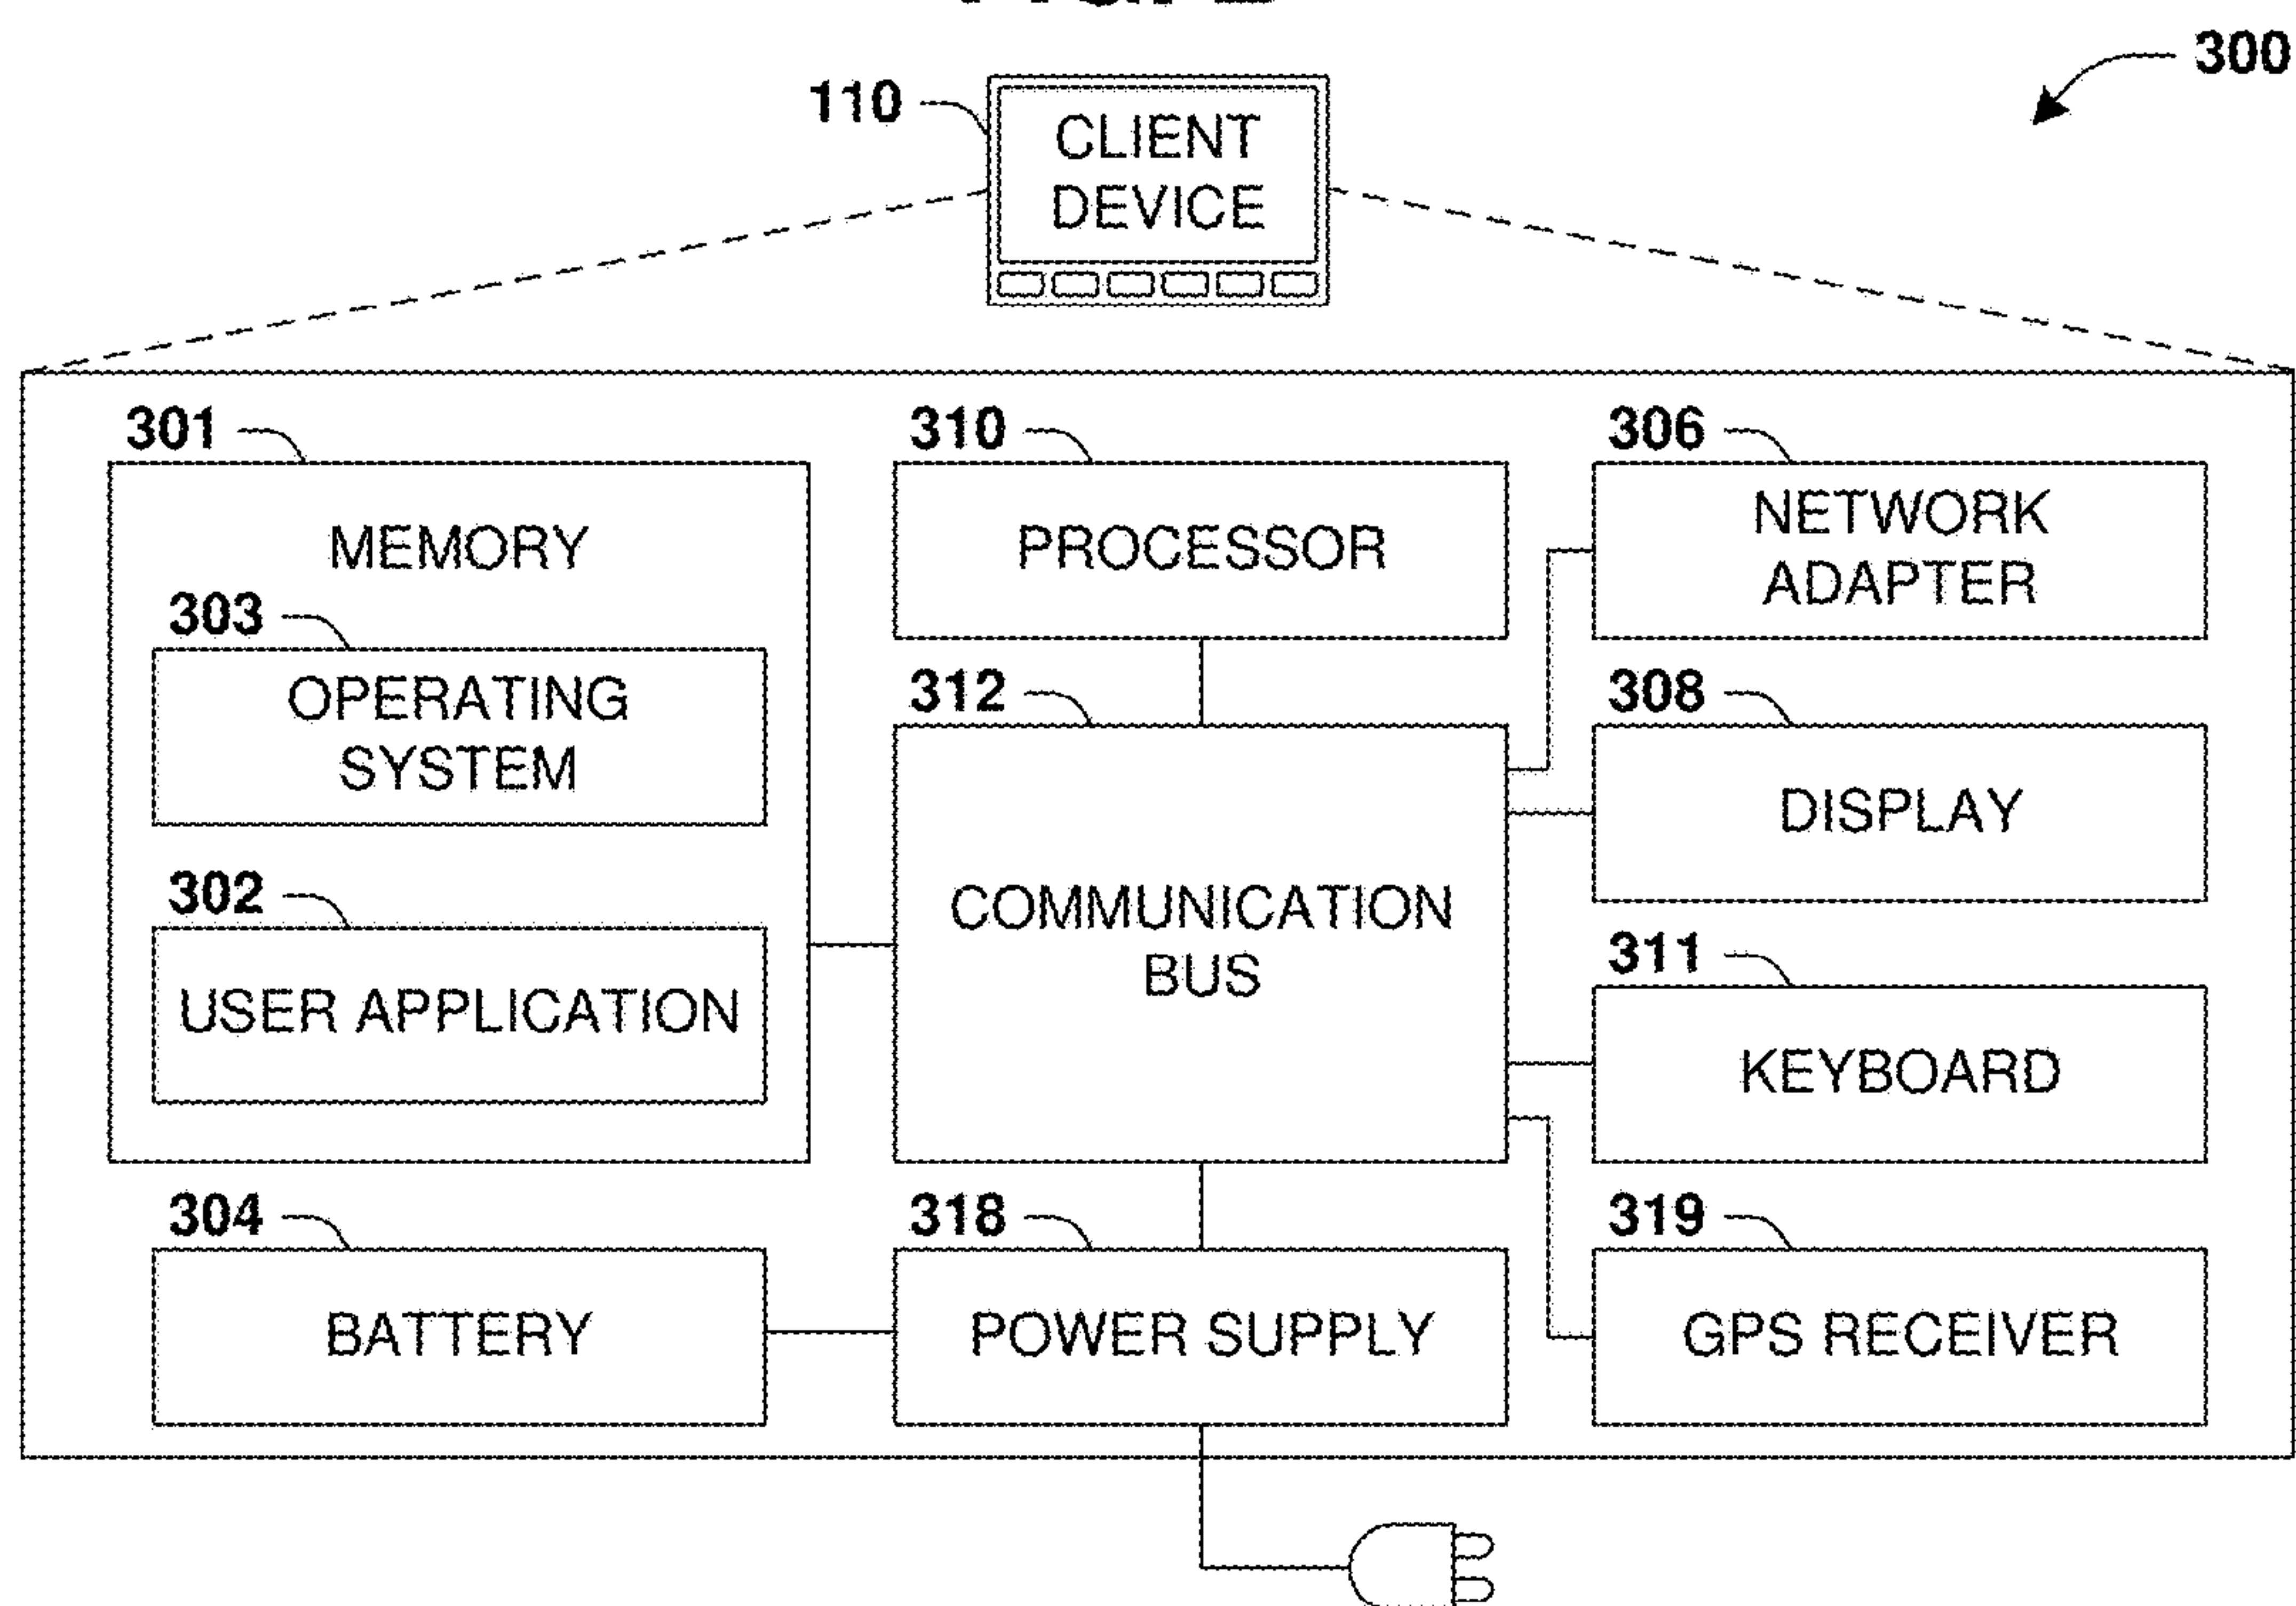 300
110
CLIENT
DEVICE
301
310
306
MEMORY
PROCESSOR
NETWORK
ADAPTER
303
OPERATING
SYSTEM
312
308
COMMUNICATION
BUS
DISPLAY
302
USER APPLICATION
311
KEYBOARD
304
318
319
BATTERY
POWER SUPPLY
GPS RECEIVER